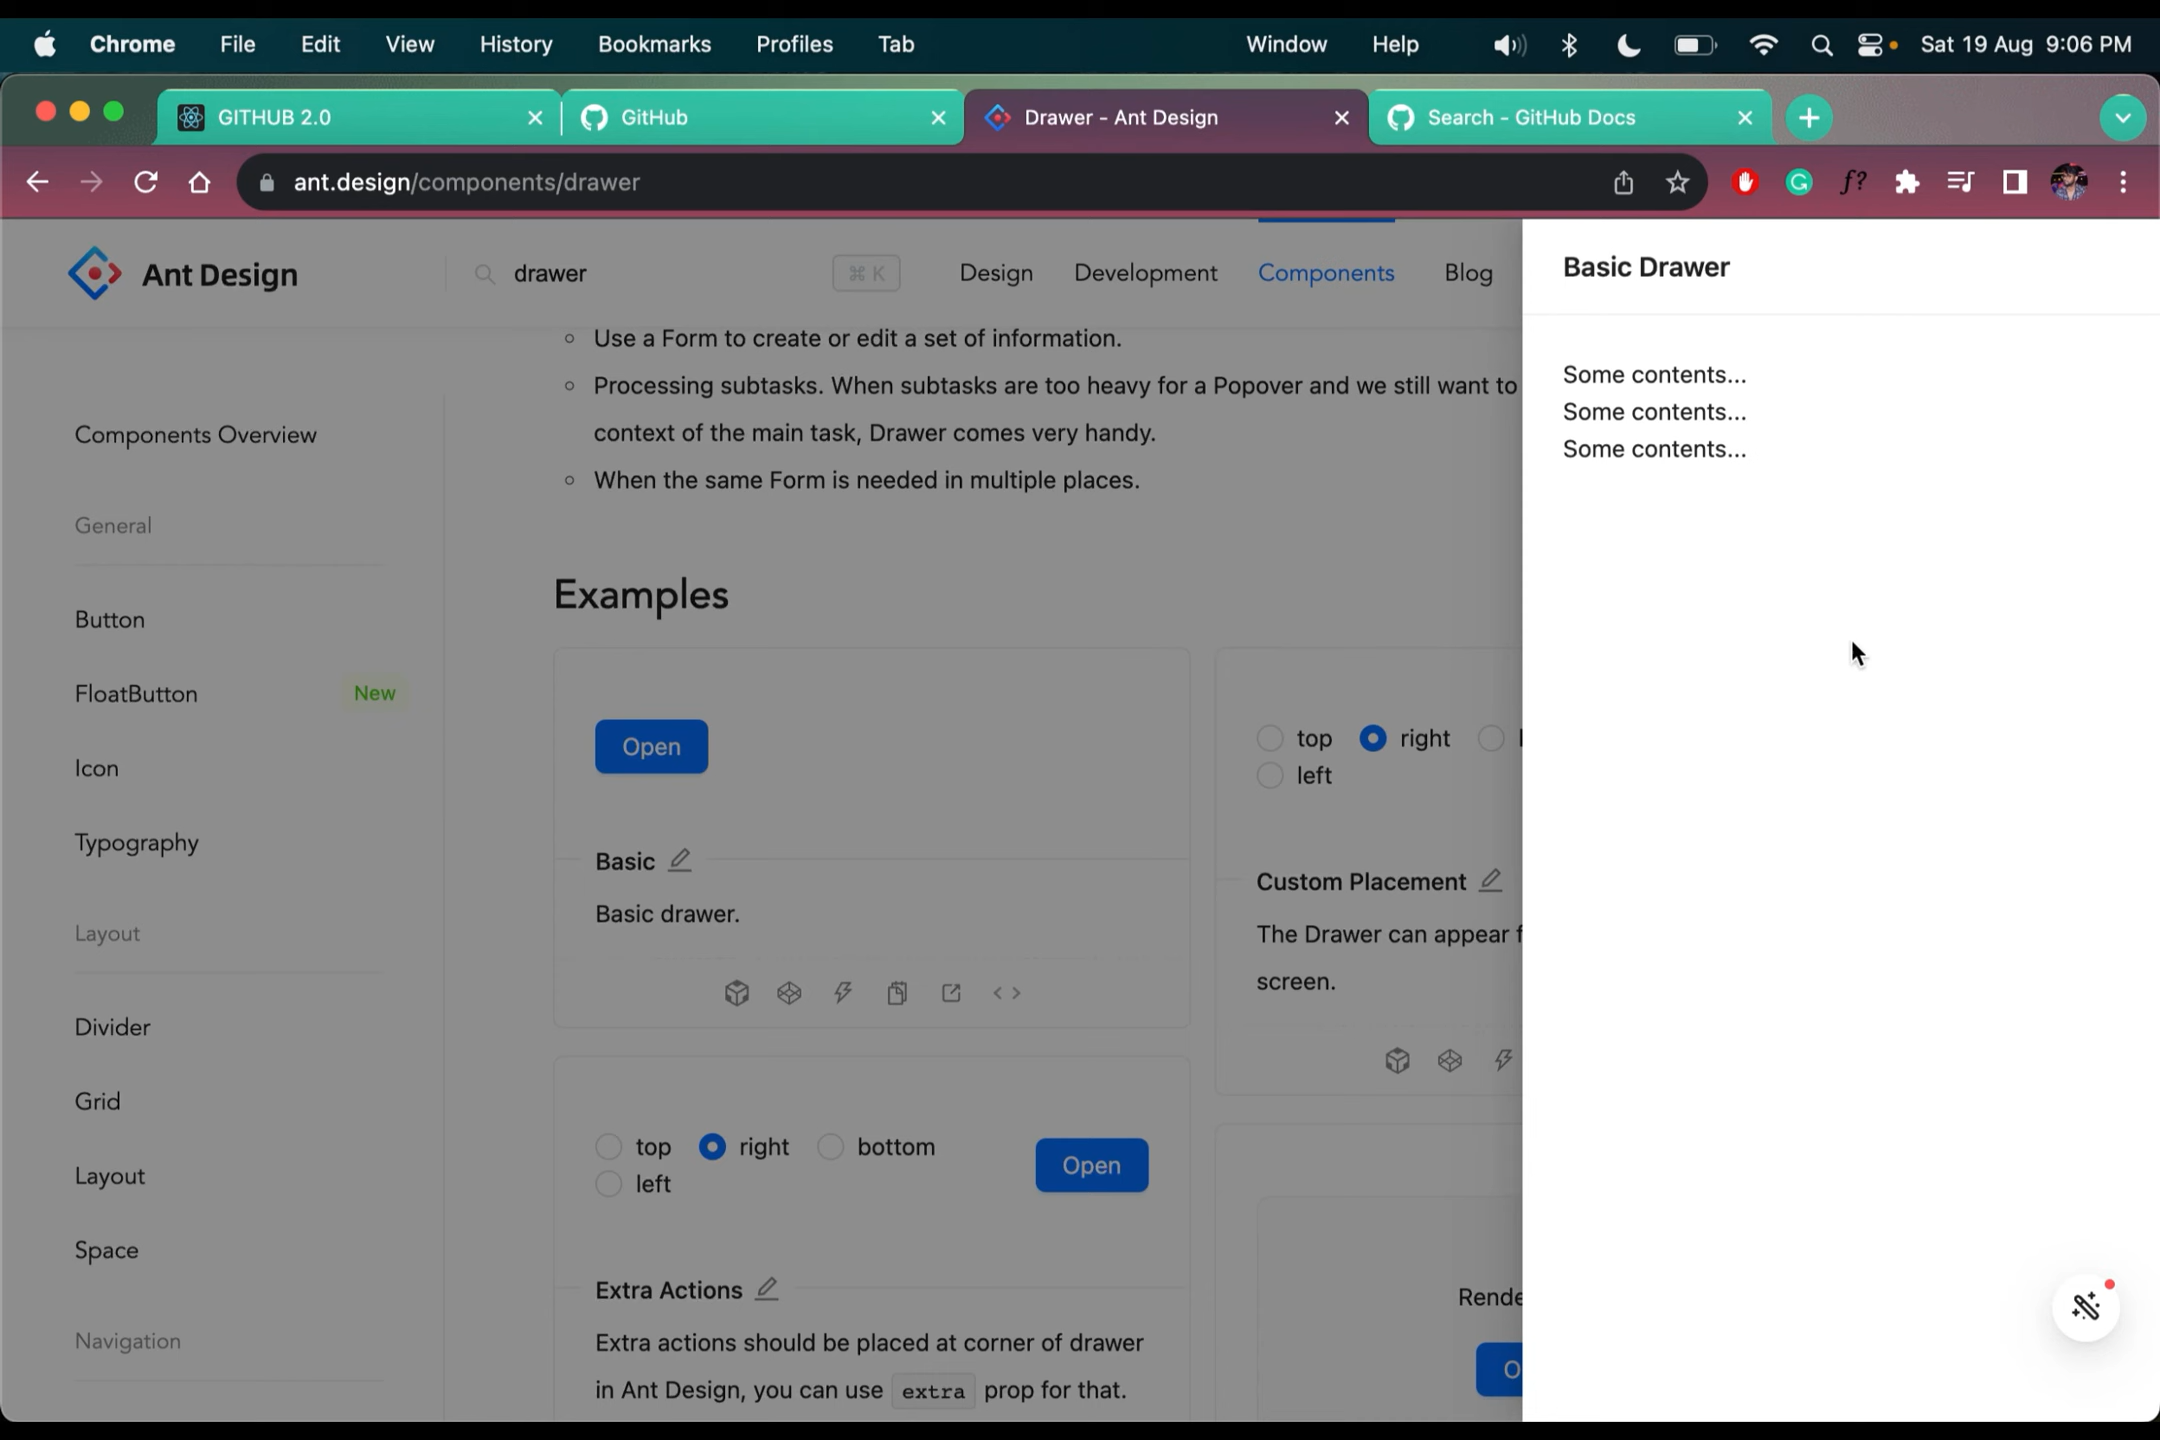 Chrome File Edit View History Bookmarks Profiles Tab Window Help Sat 19 Aug 9:06 PM
GITHUB 2.0 GitHub Drawer - Ant Design Search - GitHub Docs
ant.design/components/drawer f?
Ant Design drawer ⌘ K Design Development Components Blog
Use a Form to create or edit a set of information.
Processing subtasks. When subtasks are too heavy for a Popover and we still want to
context of the main task, Drawer comes very handy.
When the same Form is needed in multiple places.
Components Overview
General
Button
FloatButton New
Icon
Typography
Layout
Divider
Grid
Layout
Space
Navigation
Examples
Open
Basic
Basic drawer.
top right
left
Custom Placement
The Drawer can appear f
screen.
top right bottom
left
Open
Extra Actions
Extra actions should be placed at corner of drawer
in Ant Design, you can use extra prop for that.
Rende
O
Basic Drawer
Some contents...
Some contents...
Some contents...